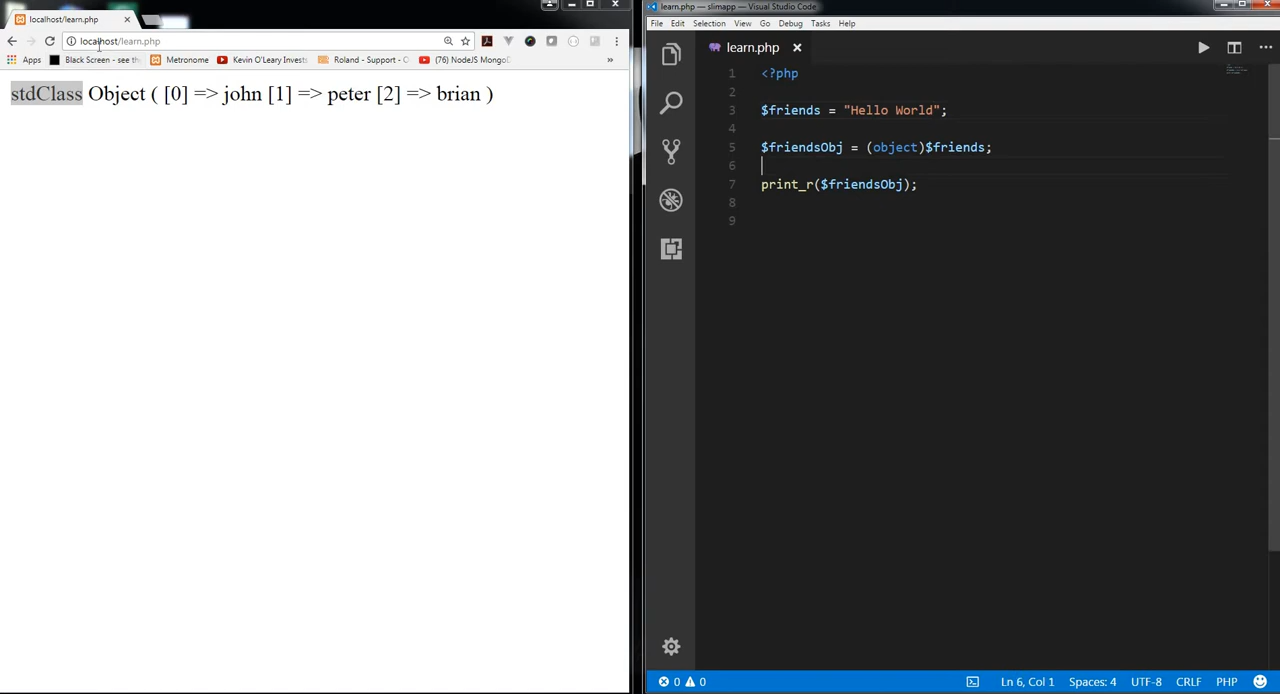 localhost/learn.php
localhost/learn.php
Apps Black Screen - see th Metronome Kevin O'Leary Invest Roland - Support - O (76) NodeJS MongoD »
stdClass Object ( [0] => john [1] => peter [2] => brian )
learn.php — slimapp — Visual Studio Code
File Edit Selection View Go Debug Tasks Help
learn.php
1 <?php
2
3 $friends = "Hello World";
4
5 $friendsObj = (object)$friends;
6
7 print_r($friendsObj);
8
9
0 0 Ln 6, Col 1 Spaces: 4 UTF-8 CRLF PHP